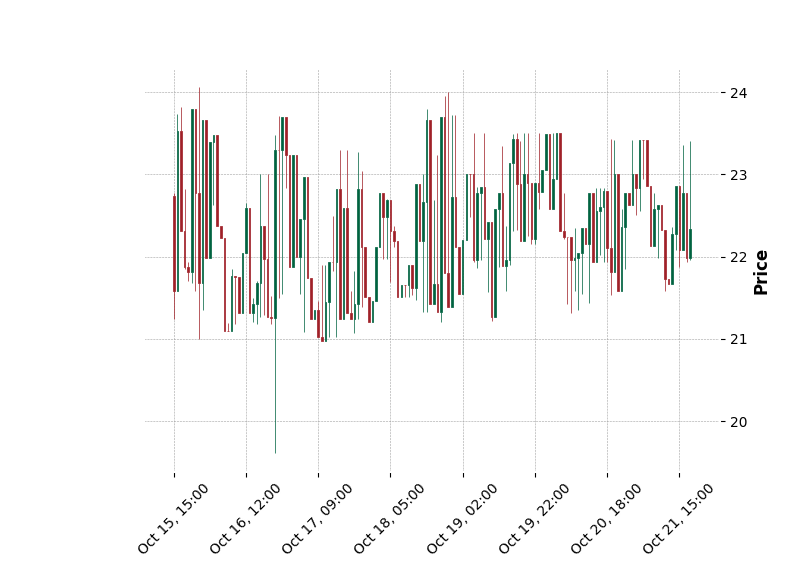 24
23
22
21
20
Price
Oct 15, 15:00
Oct 16, 12:00
Oct 17, 09:00
Oct 18, 05:00
Oct 19, 02:00
Oct 19, 22:00
Oct 20, 18:00
Oct 21, 15:00